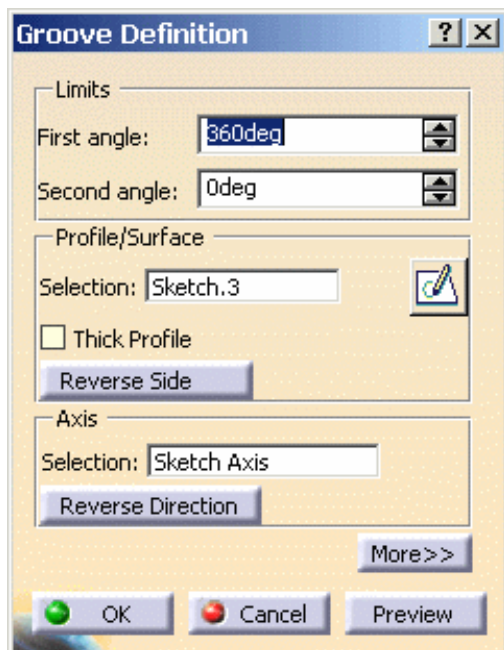 Groove Definition ? X
Limits
First angle: 360deg
Second angle: 0deg
Profile/Surface
Selection: Sketch.3
Thick Profile
Reverse Side
Axis
Selection: Sketch Axis
Reverse Direction
More>>
OK Cancel Preview